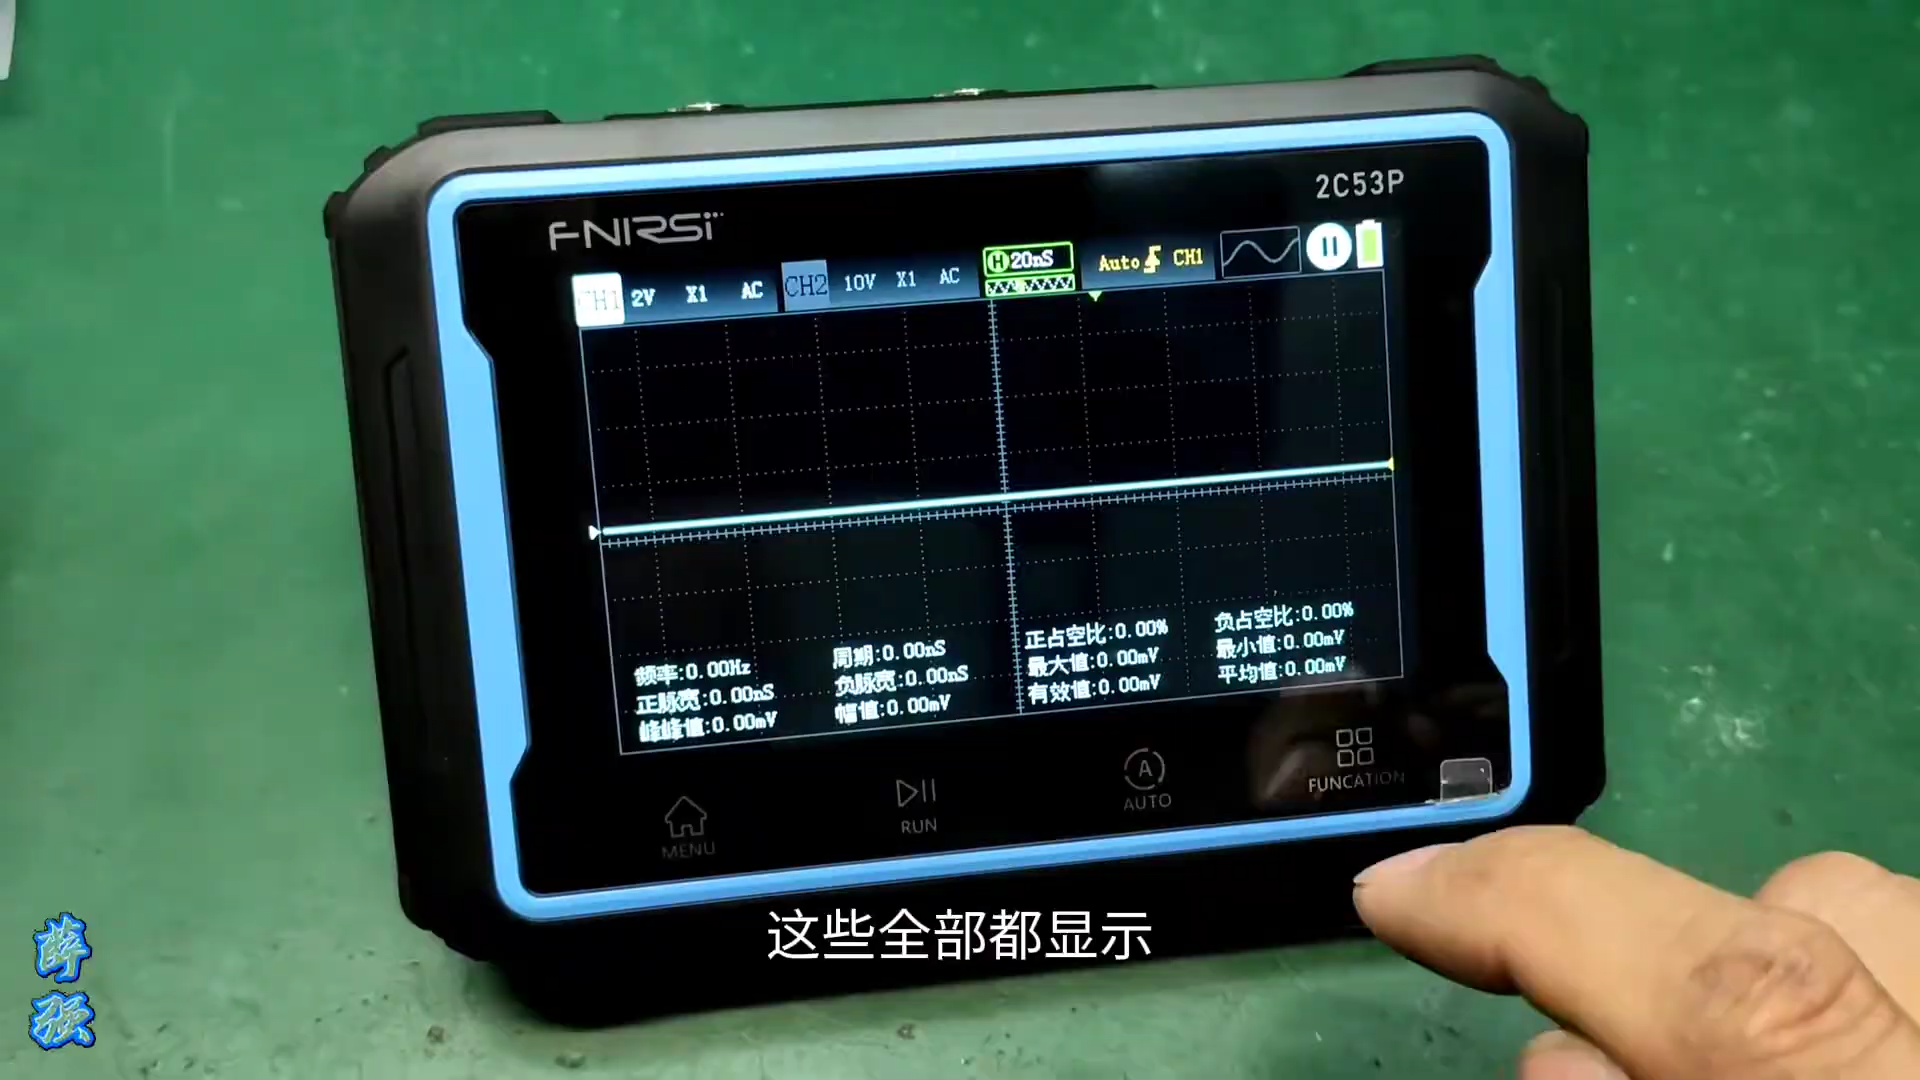 2C53P
FNIRSI
CH1 2V X1 AC CH2 10V X1 AC H 20nS Auto CH1
频率:0.00Hz 周期:0.00nS 正占空比:0.00% 负占空比:0.00%
正脉宽:0.00nS 负脉宽:0.00nS 最大值:0.00mV 最小值:0.00mV
峰峰值:0.00mV 幅值:0.00mV 有效值:0.00mV 平均值:0.00mV
MENU RUN A AUTO FUNCATION
这些全部都显示
薛
强